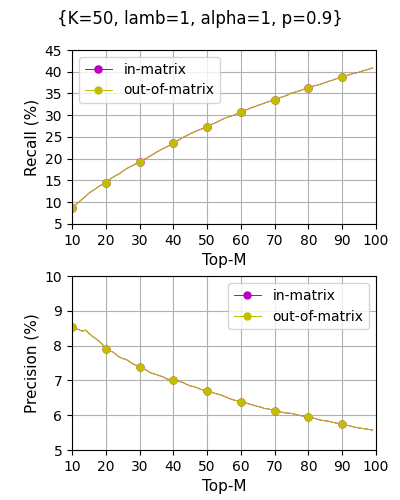 {K=50, lamb=1, alpha=1, p=0.9}
45
40
35
30
25
20
15
10
5
Recall (%)
in-matrix
out-of-matrix
10 20 30 40 50 60 70 80 90 100
Top-M
10
9
8
7
6
5
Precision (%)
in-matrix
out-of-matrix
10 20 30 40 50 60 70 80 90 100
Top-M